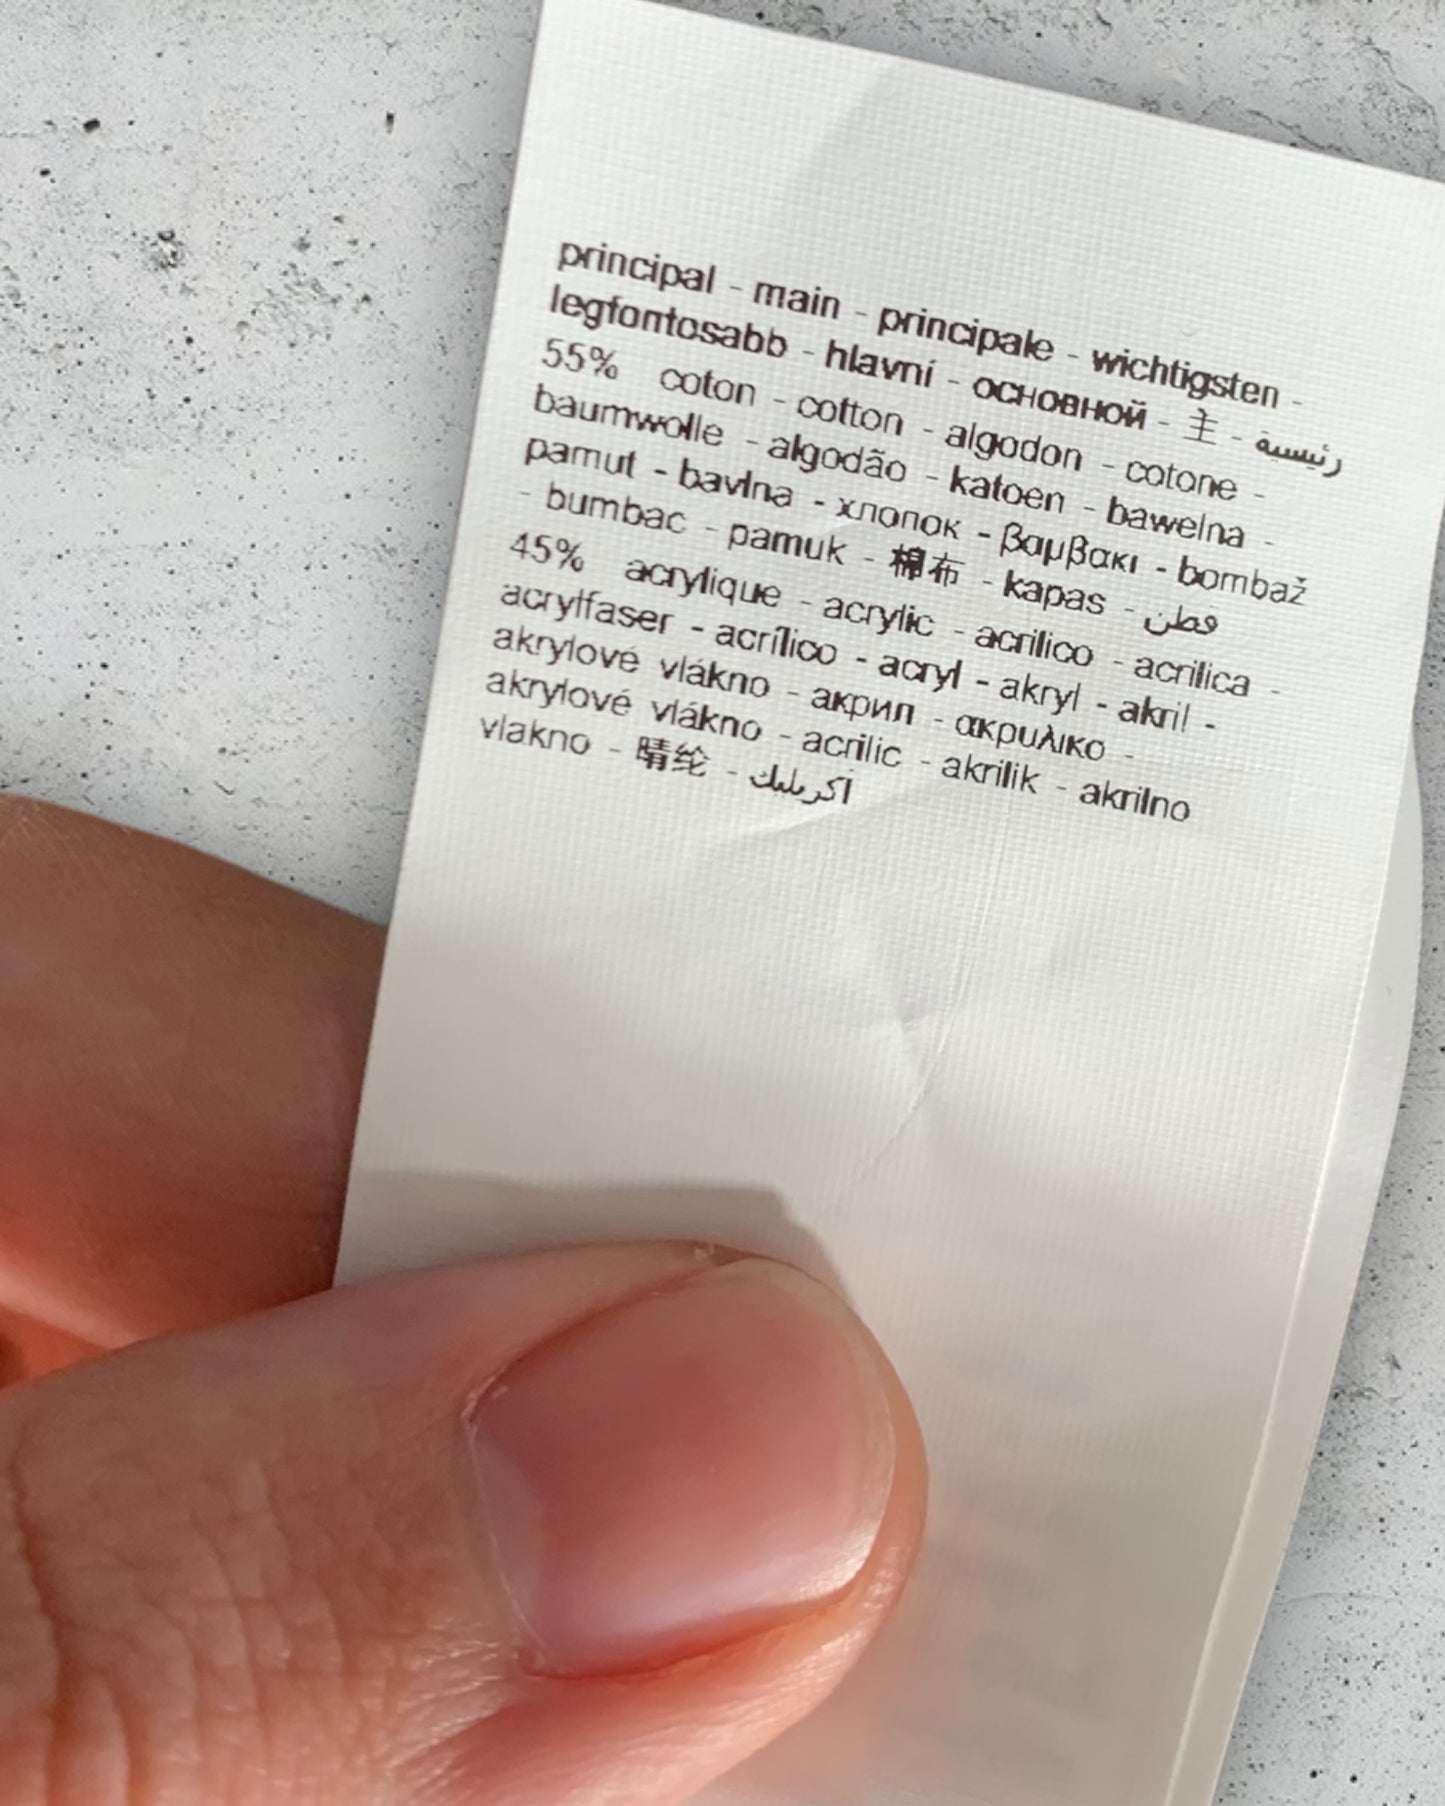 principal - main - principale - wichtigsten -
legfontosabb - hlavní - основной - 主 - رئيسية
55% coton - cotton - algodon - cotone -
baumwolle - algodão - katoen - bawelna -
pamut - bavlna - хлопок - βαμβακι - bombaž
- bumbac - pamuk - 棉布 - kapas - قطن
45% acrylique - acrylic - acrilico - acrilica -
acrylfaser - acrílico - acryl - akryl - akril -
akrylové vlákno - акрил - ακρυλικο -
akrylové vlákno - acrilic - akrilik - akrilno
vlakno - 晴纶 - اكريليك